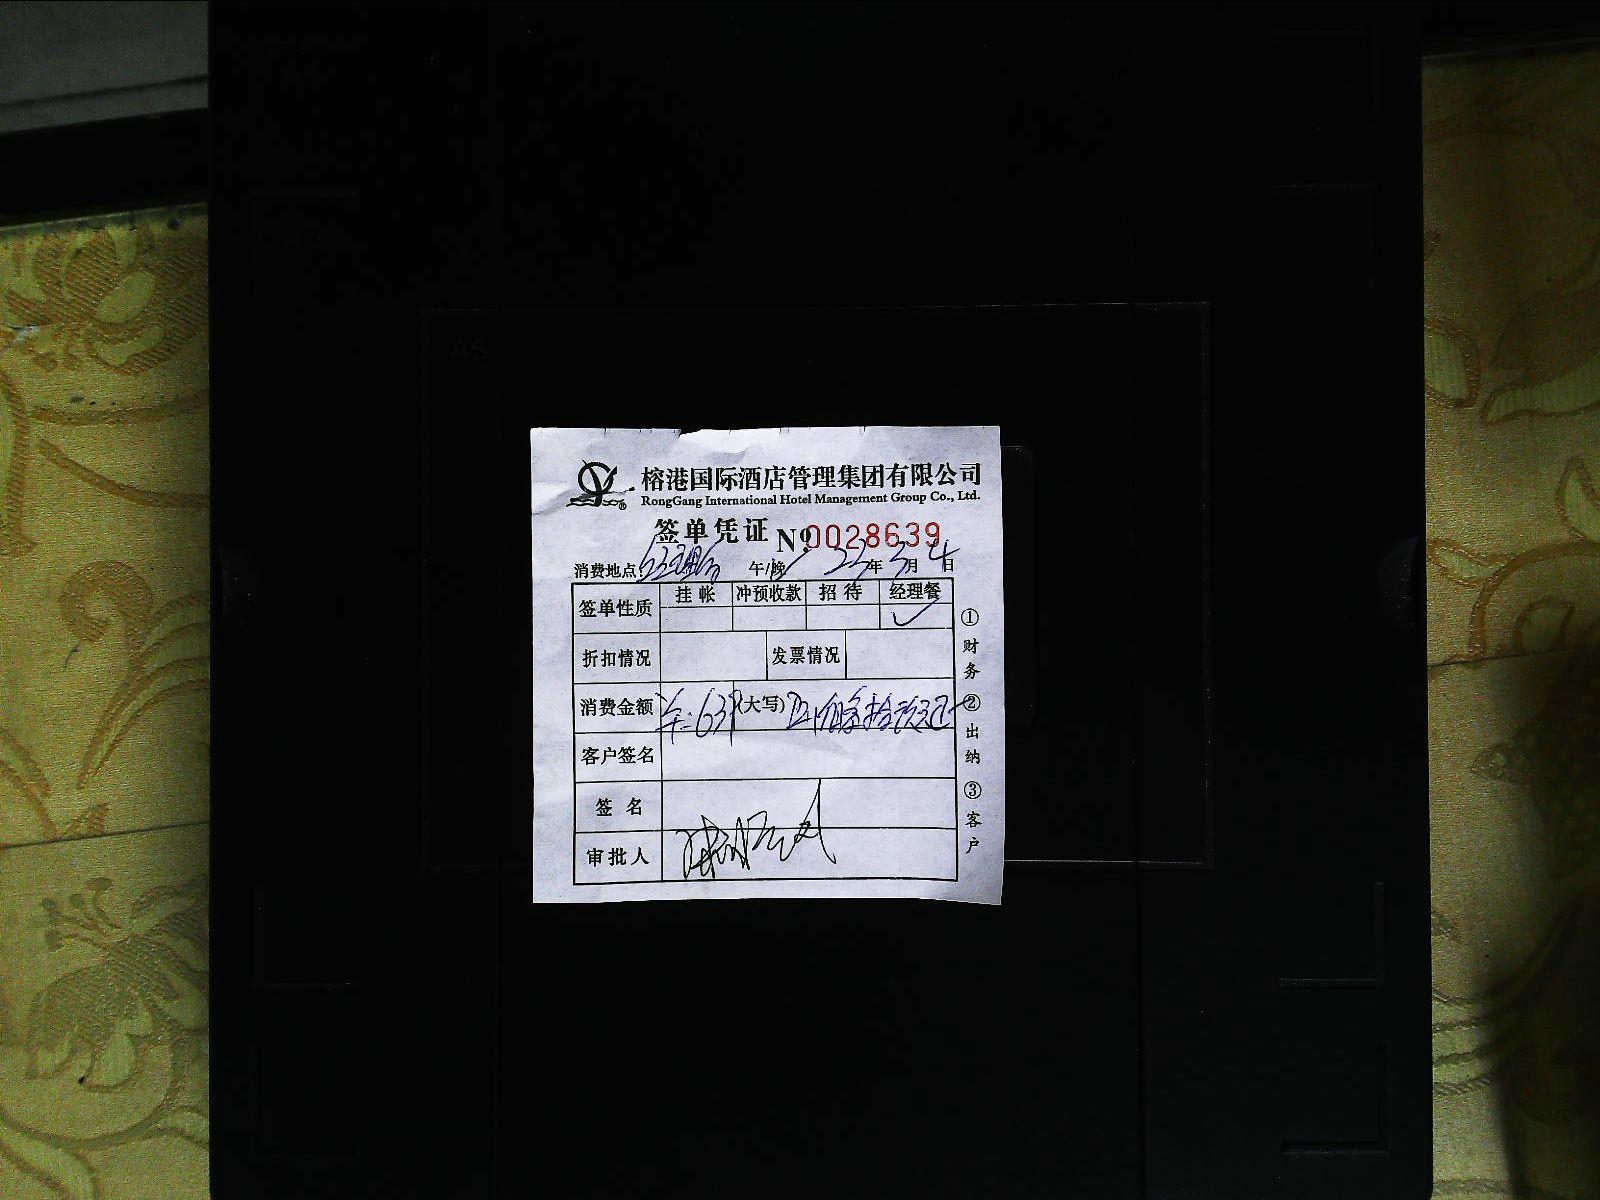 榕港国际酒店管理集团有限公司
RongGang International Hotel Management Group Co., Ltd.
签单凭证 Nº 0028639
消费地点: 午/晚 23年3月4日
签单性质 挂帐 冲预收款 招待 经理餐
✓
折扣情况 发票情况
消费金额 (大写)
客户签名
签名
审批人
①财务 ②出纳 ③客户